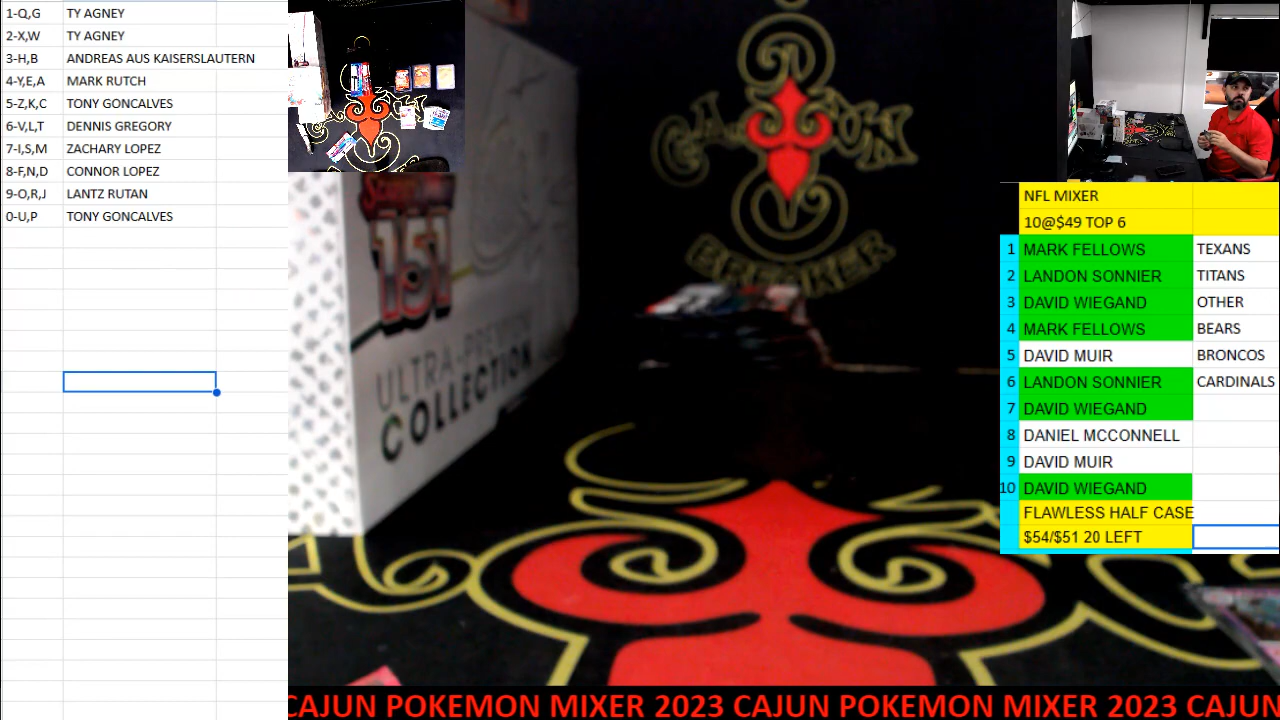 1-Q,G TY AGNEY
2-X,W TY AGNEY
3-H,B ANDREAS AUS KAISERSLAUTERN
4-Y,E,A MARK RUTCH
5-Z,K,C TONY GONCALVES
6-V,L,T DENNIS GREGORY
7-I,S,M ZACHARY LOPEZ
8-F,N,D CONNOR LOPEZ
9-O,R,J LANTZ RUTAN
0-U,P TONY GONCALVES
CAJUN
BREAKER
151
ULTRA-PREMIUM
COLLECTION
NFL MIXER
10@$49 TOP 6
1 MARK FELLOWS TEXANS
2 LANDON SONNIER TITANS
3 DAVID WIEGAND OTHER
4 MARK FELLOWS BEARS
5 DAVID MUIR BRONCOS
6 LANDON SONNIER CARDINALS
7 DAVID WIEGAND
8 DANIEL MCCONNELL
9 DAVID MUIR
10 DAVID WIEGAND
FLAWLESS HALF CASE
$54/$51 20 LEFT
CAJUN POKEMON MIXER 2023 CAJUN POKEMON MIXER 2023 CAJUN